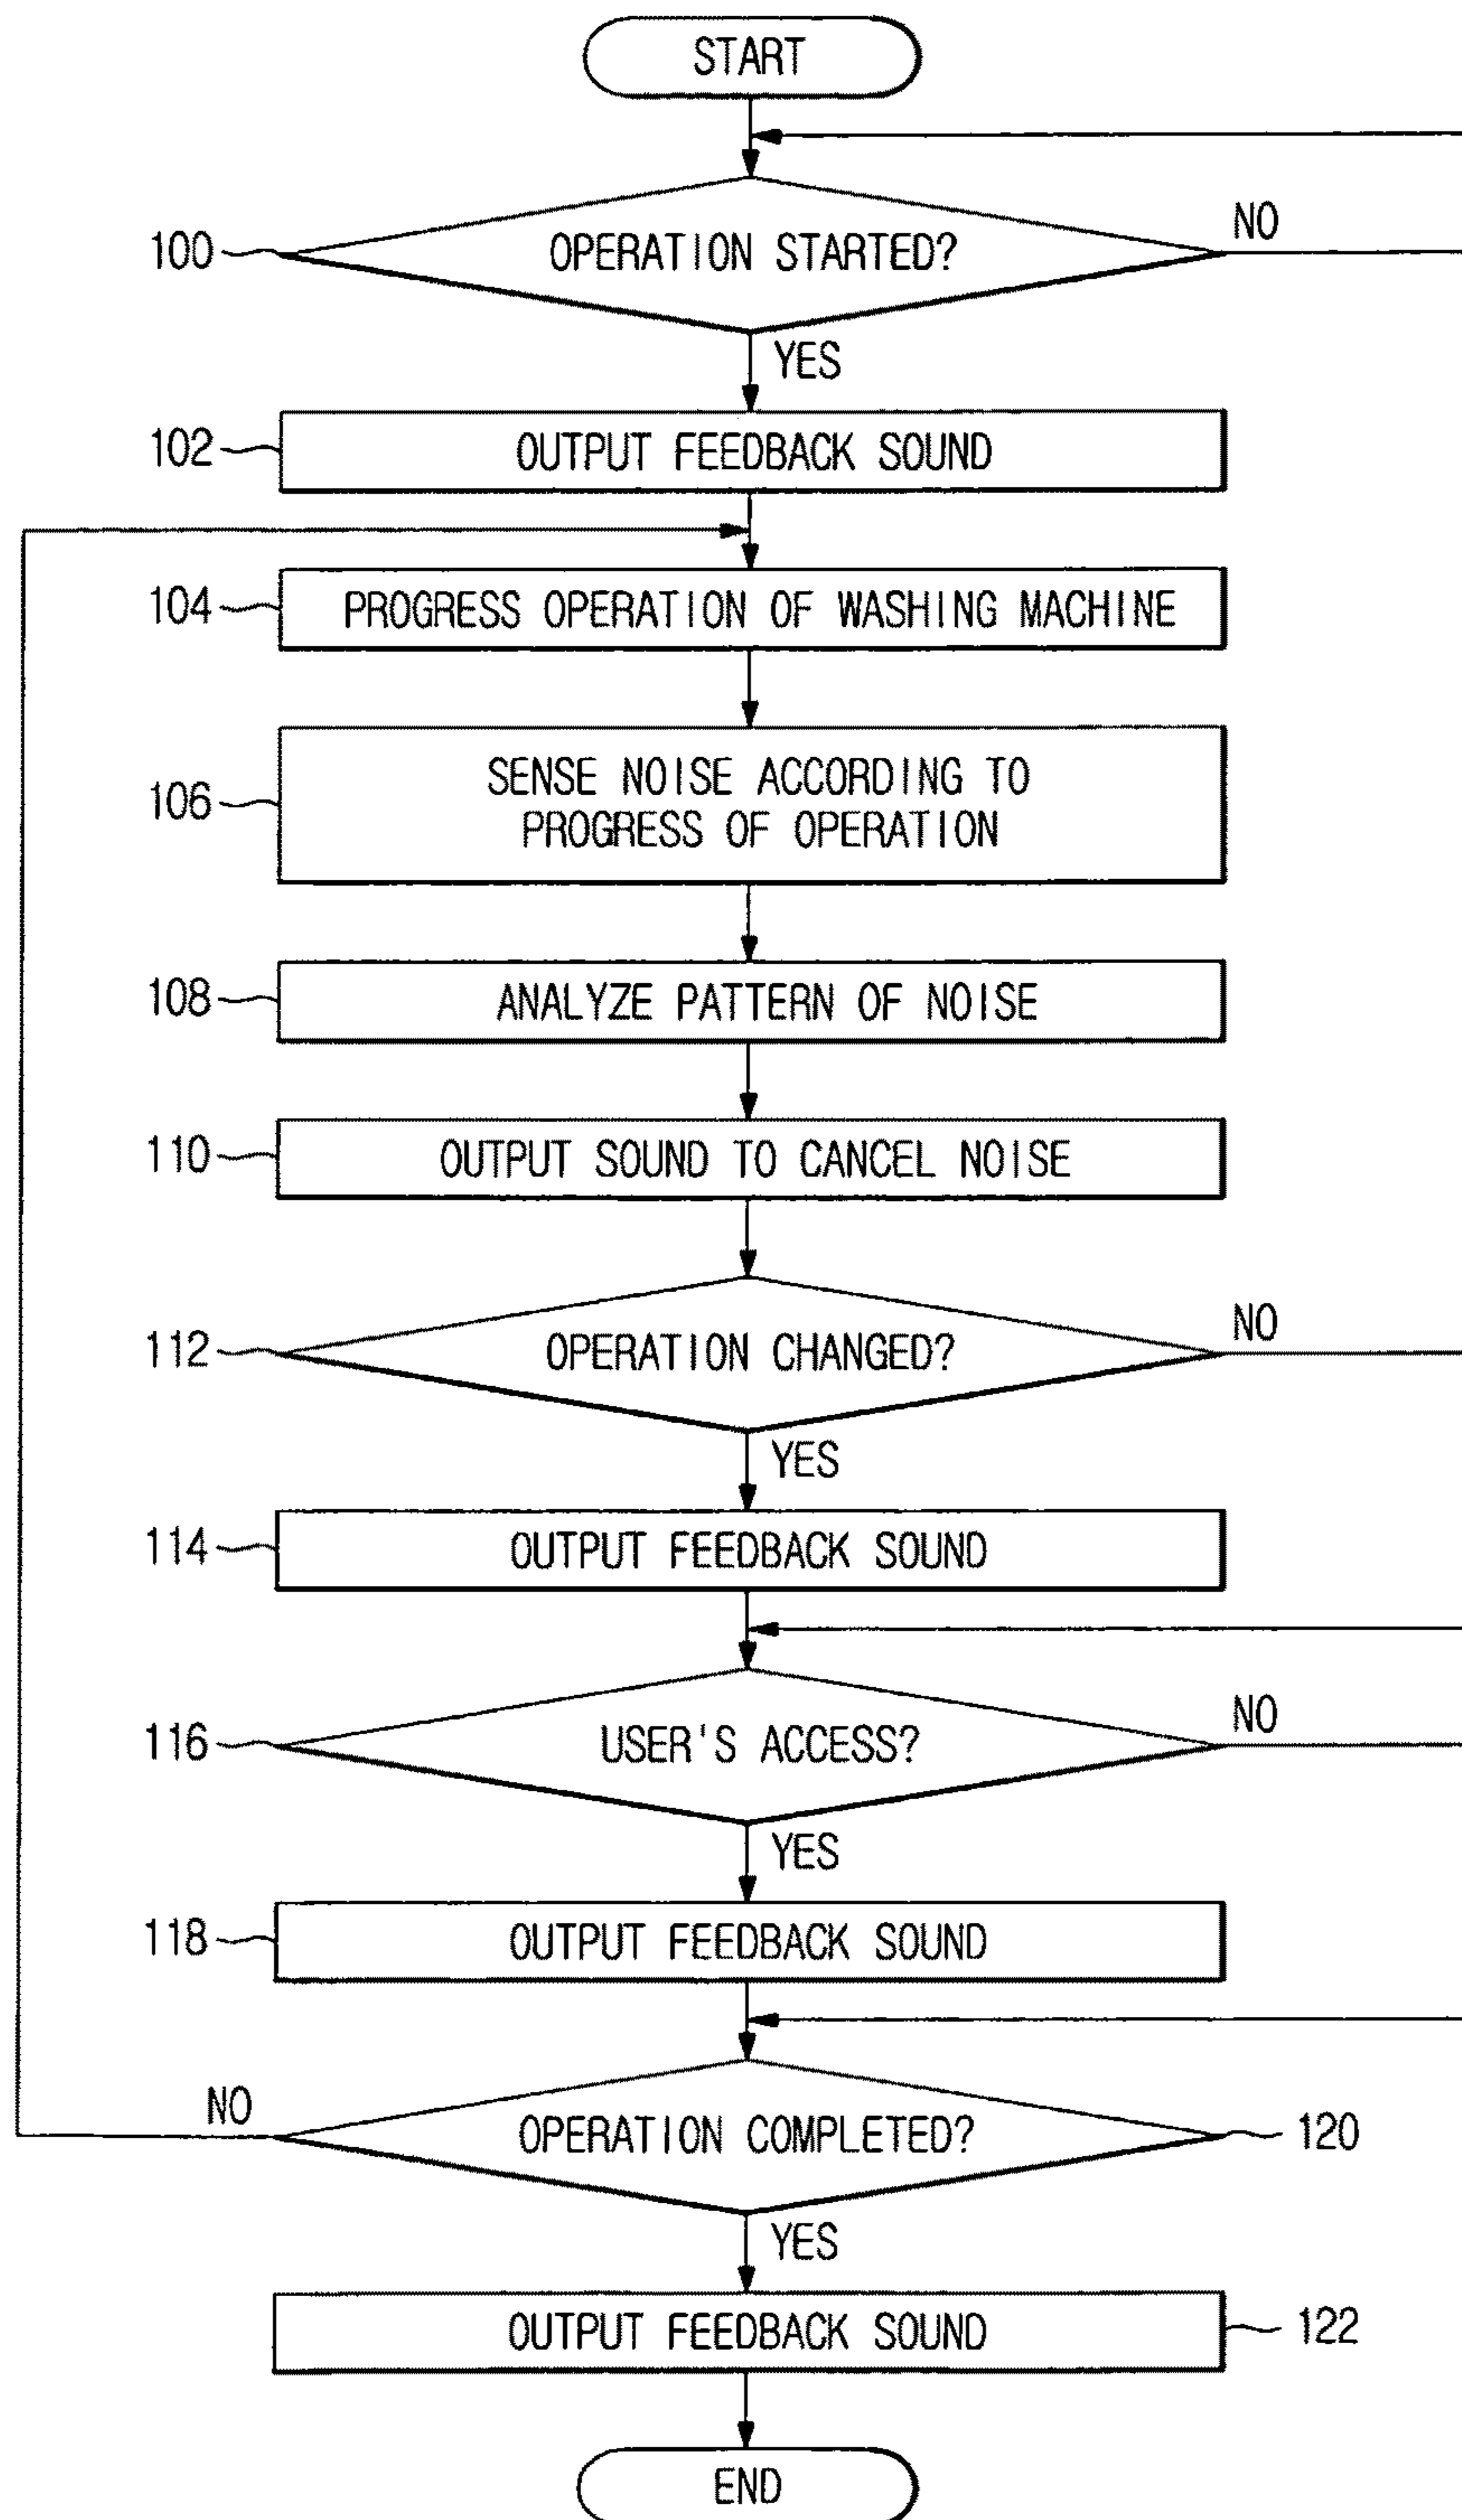 START
100
OPERATION STARTED?
NO
YES
102
OUTPUT FEEDBACK SOUND
104
PROGRESS OPERATION OF WASHING MACHINE
106
SENSE NOISE ACCORDING TO
PROGRESS OF OPERATION
108
ANALYZE PATTERN OF NOISE
110
OUTPUT SOUND TO CANCEL NOISE
112
OPERATION CHANGED?
NO
YES
114
OUTPUT FEEDBACK SOUND
116
USER'S ACCESS?
NO
YES
118
OUTPUT FEEDBACK SOUND
NO
OPERATION COMPLETED?
120
YES
OUTPUT FEEDBACK SOUND
122
END